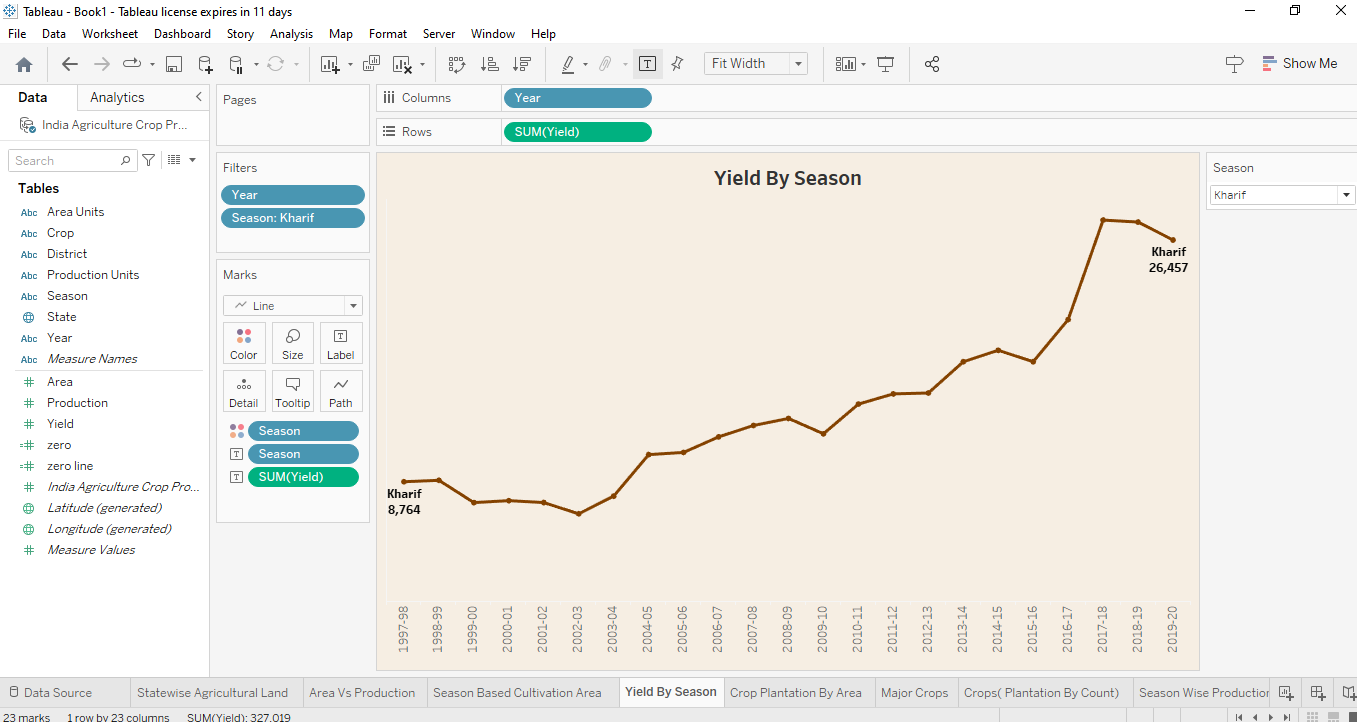 Tableau - Book1 - Tableau license expires in 11 days
File Data Worksheet Dashboard Story Analysis Map Format Server Window Help
Fit Width
Show Me
Data Analytics
India Agriculture Crop Pr...
Search
Tables
Abc Area Units
Abc Crop
Abc District
Abc Production Units
Abc Season
State
Abc Year
Abc Measure Names
# Area
# Production
# Yield
=# zero
=# zero line
# India Agriculture Crop Pro...
Latitude (generated)
Longitude (generated)
# Measure Values
Pages
Filters
Year
Season: Kharif
Marks
Line
Color Size Label
Detail Tooltip Path
Season
T Season
T SUM(Yield)
Columns Year
Rows SUM(Yield)
Yield By Season
Kharif
8,764
Kharif
26,457
1997-98
1998-99
1999-00
2000-01
2001-02
2002-03
2003-04
2004-05
2005-06
2006-07
2007-08
2008-09
2009-10
2010-11
2011-12
2012-13
2013-14
2014-15
2015-16
2016-17
2017-18
2018-19
2019-20
Season
Kharif
Data Source Statewise Agricultural Land Area Vs Production Season Based Cultivation Area Yield By Season Crop Plantation By Area Major Crops Crops( Plantation By Count) Season Wise Production
23 marks 1 row by 23 columns SUM(Yield): 327,019